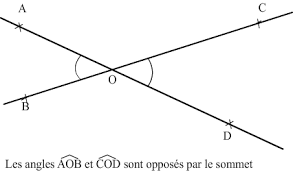 A
C
O
B
D
Les angles AOB et COD sont opposés par le sommet